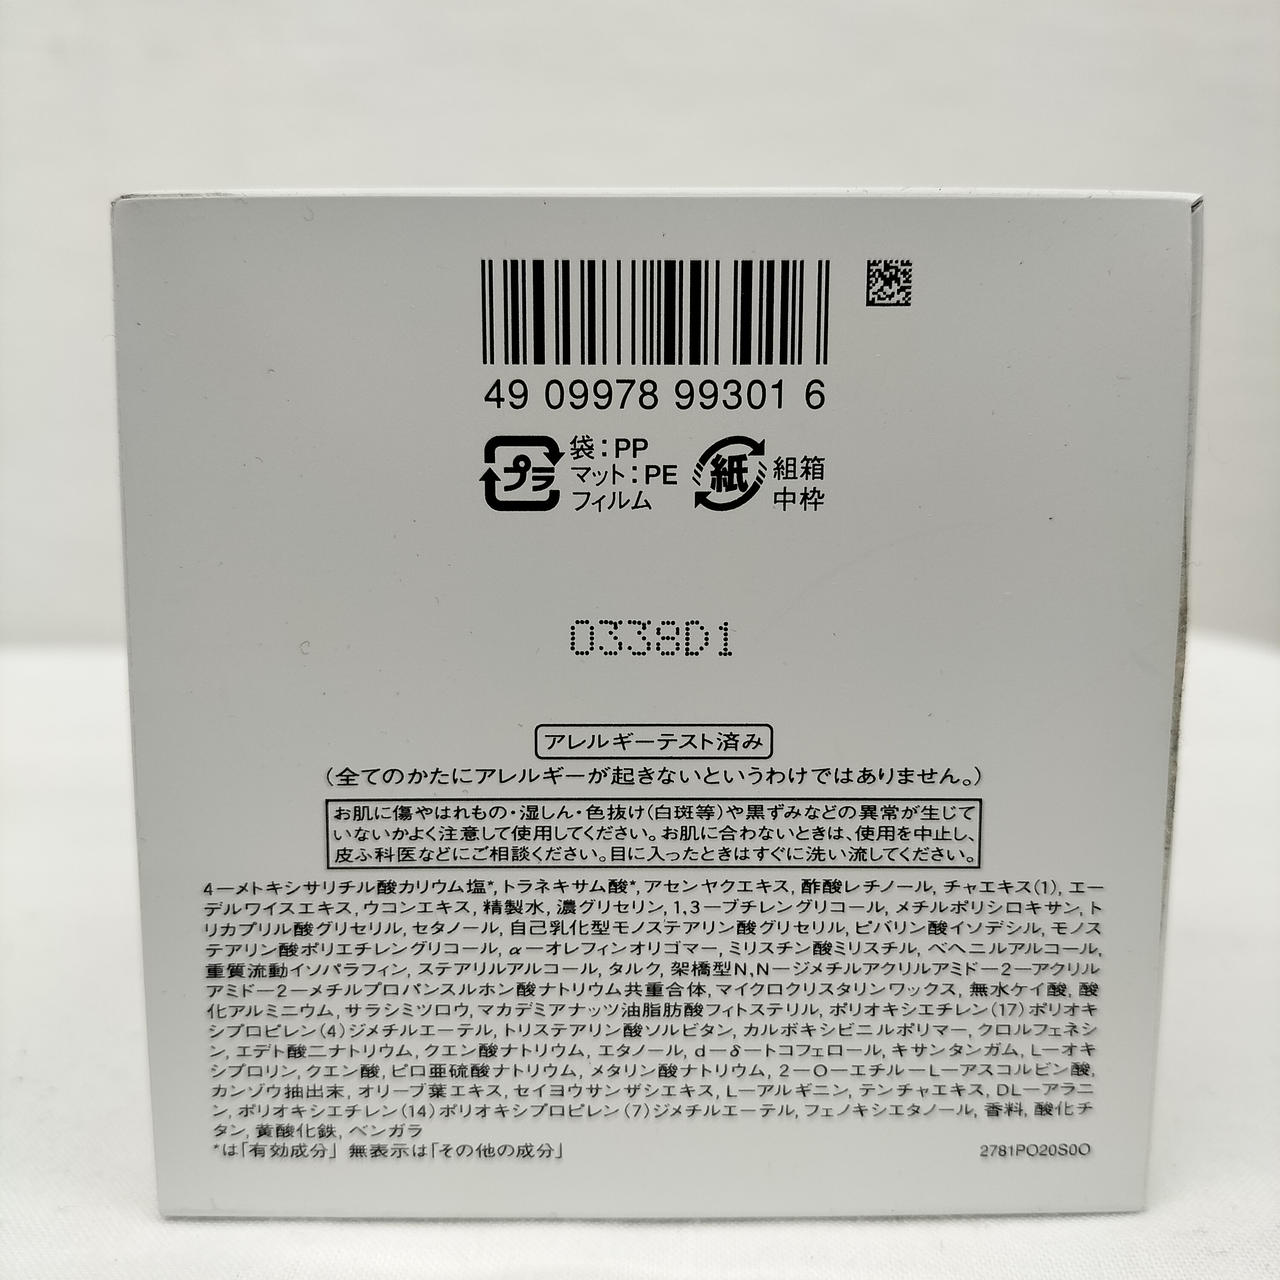 49 09978 99301 6
プラ
袋:PP
マット:PE
フィルム
紙
組箱
中枠
0338D1
アレルギーテスト済み
(全てのかたにアレルギーが起きないというわけではありません。)
お肌に傷やはれもの・湿しん・色抜け(白斑等)や黒ずみなどの異常が生じて
いないかよく注意して使用してください。お肌に合わないときは、使用を中止し、
皮ふ科医などにご相談ください。目に入ったときはすぐに洗い流してください。
4-メトキシサリチル酸カリウム塩*, トラネキサム酸*, アセンヤクエキス, 酢酸レチノール, チャエキス(1), エー
デルワイスエキス, ウコンエキス, 精製水, 濃グリセリン, 1,3-ブチレングリコール, メチルポリシロキサン, ト
リカプリル酸グリセリル, セタノール, 自己乳化型モノステアリン酸グリセリル, ピバリン酸イソデシル, モノス
テアリン酸ポリエチレングリコール, α-オレフィンオリゴマー, ミリスチン酸ミリスチル, ベヘニルアルコール,
重質流動イソパラフィン, ステアリルアルコール, タルク, 架橋型N,N-ジメチルアクリルアミド-2-アクリル
アミド-2-メチルプロパンスルホン酸ナトリウム共重合体, マイクロクリスタリンワックス, 無水ケイ酸, 酸
化アルミニウム, サラシミツロウ, マカデミアナッツ油脂肪酸フィトステリル, ポリオキシエチレン(17)ポリオキ
シプロピレン(4)ジメチルエーテル, トリステアリン酸ソルビタン, カルボキシビニルポリマー, クロルフェネシ
ン, エデト酸二ナトリウム, クエン酸ナトリウム, エタノール, d-δ-トコフェロール, キサンタンガム, L-オキ
シプロリン, クエン酸, ピロ亜硫酸ナトリウム, メタリン酸ナトリウム, 2-O-エチル-L-アスコルビン酸,
カンゾウ抽出末, オリーブ葉エキス, セイヨウサンザシエキス, L-アルギニン, テンチャエキス, DL-アラニ
ン, ポリオキシエチレン(14)ポリオキシプロピレン(7)ジメチルエーテル, フェノキシエタノール, 香料, 酸化チ
タン, 黄酸化鉄, ベンガラ
*は「有効成分」 無表示は「その他の成分」
2781PO20S0O